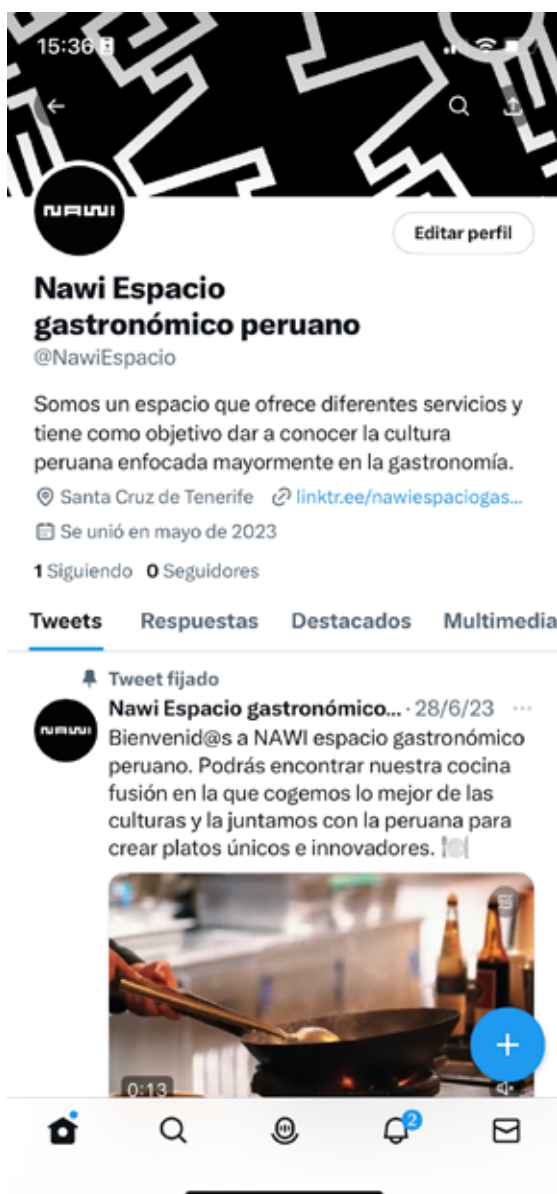 15:36
NAWI
Editar perfil
Nawi Espacio
gastronómico peruano
@NawiEspacio
Somos un espacio que ofrece diferentes servicios y
tiene como objetivo dar a conocer la cultura
peruana enfocada mayormente en la gastronomía.
Santa Cruz de Tenerife linktr.ee/nawiespaciogas...
Se unió en mayo de 2023
1 Siguiendo 0 Seguidores
Tweets Respuestas Destacados Multimedia
Tweet fijado
Nawi Espacio gastronómico... · 28/6/23 ...
NAWI
Bienvenid@s a NAWI espacio gastronómico
peruano. Podrás encontrar nuestra cocina
fusión en la que cogemos lo mejor de las
culturas y la juntamos con la peruana para
crear platos únicos e innovadores. 🍽️
0:13
2